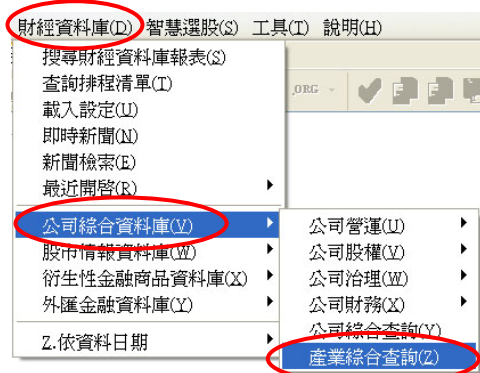 財經資料庫(D) 智慧選股(S) 工具(T) 說明(H)
搜尋財經資料庫報表(S)
查詢排程清單(T)
載入設定(U)
.ORG
即時新聞(N)
新聞檢索(E)
最近開啟(R)
公司綜合資料庫(V)
公司營運(U)
股市情報資料庫(W)
公司股權(V)
衍生性金融商品資料庫(X)
公司治理(W)
外匯金融資料庫(Y)
公司財務(X)
公司綜合查詢(Y)
Z.依資料日期
產業綜合查詢(Z)